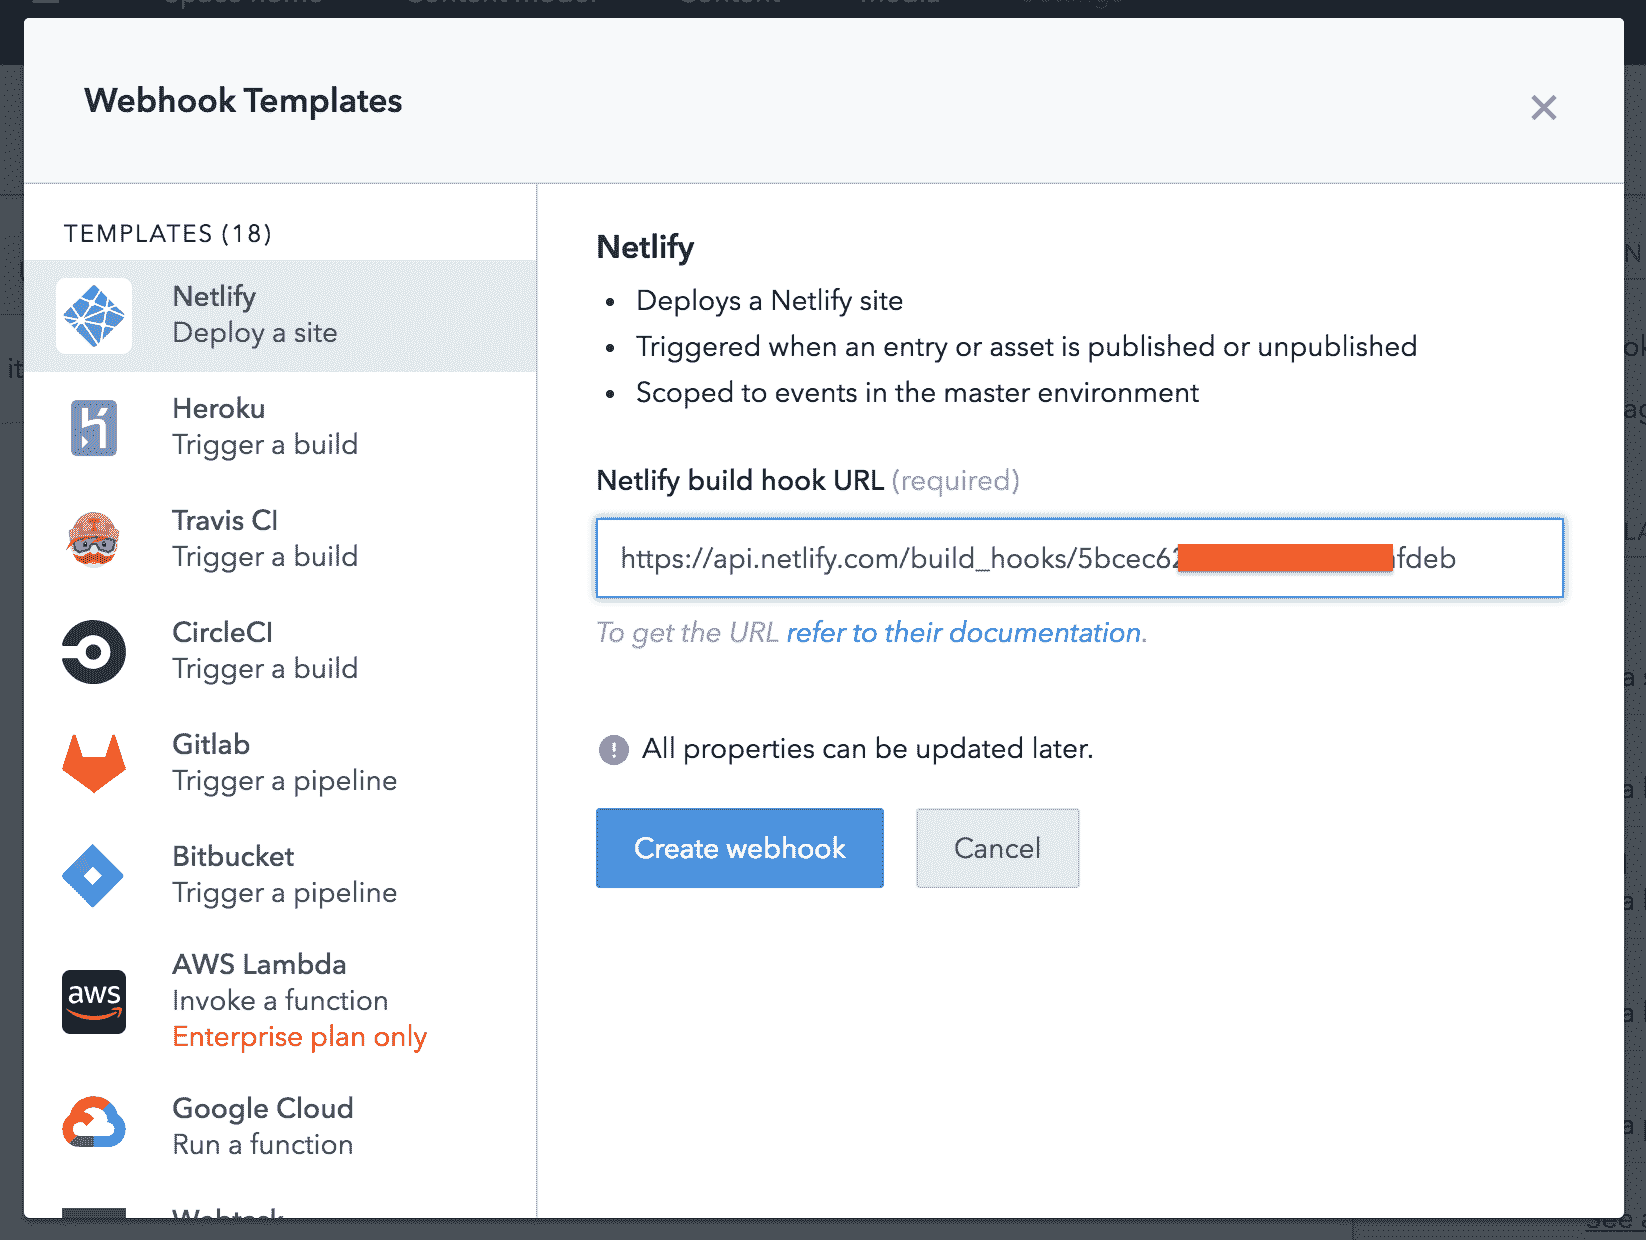 Webhook Templates
TEMPLATES (18)
Netlify
Deploy a site
Heroku
Trigger a build
Travis CI
Trigger a build
CircleCI
Trigger a build
Gitlab
Trigger a pipeline
Bitbucket
Trigger a pipeline
aws
AWS Lambda
Invoke a function
Enterprise plan only
Google Cloud
Run a function
Netlify
• Deploys a Netlify site
• Triggered when an entry or asset is published or unpublished
• Scoped to events in the master environment
Netlify build hook URL (required)
https://api.netlify.com/build_hooks/5bcec62 fdeb
To get the URL refer to their documentation.
All properties can be updated later.
Create webhook
Cancel